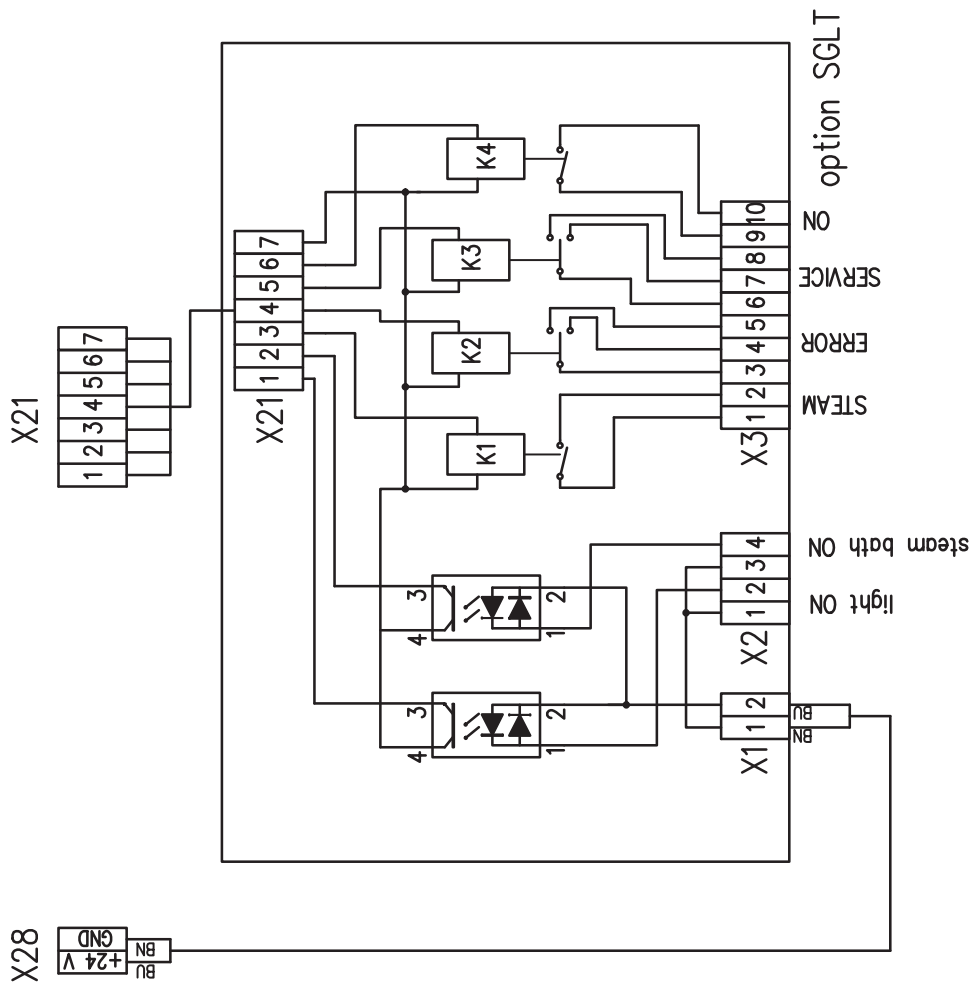 X21
1 2 3 4 5 6 7
X21
1 2 3 4 5 6 7
K4
K3
K2
K1
option SGLT
X3
1 2 3 4 5 6 7 8 9 10
ON
SERVICE
ERROR
STEAM
3
4
1
2
3
4
1
2
X2
1 2 3 4
steam bath ON
light ON
X1
1 2
BU
BN
X28
GND
+24 V
BN
BU